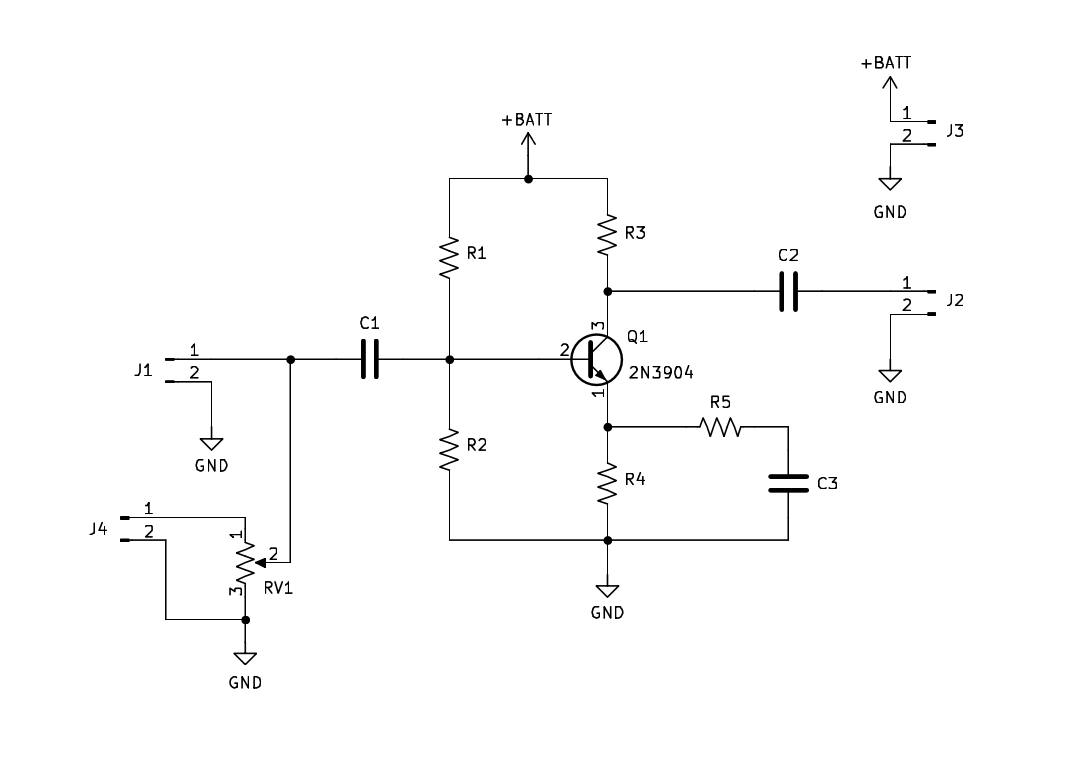 +BATT
1
2
J3
GND
+BATT
R1
R3
C2
1
2
J2
GND
C1
3
2
Q1
2N3904
1
J1
1
2
GND
R5
R2
R4
C3
GND
J4
1
2
1
2
3
RV1
GND